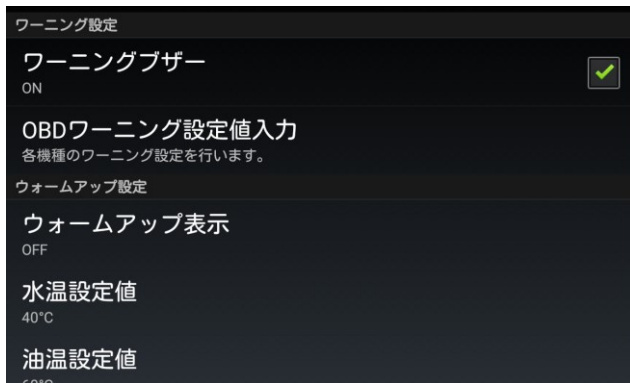 ワーニング設定
ワーニングブザー
ON
OBDワーニング設定値入力
各機種のワーニング設定を行います。
ウォームアップ設定
ウォームアップ表示
OFF
水温設定値
40°C
油温設定値